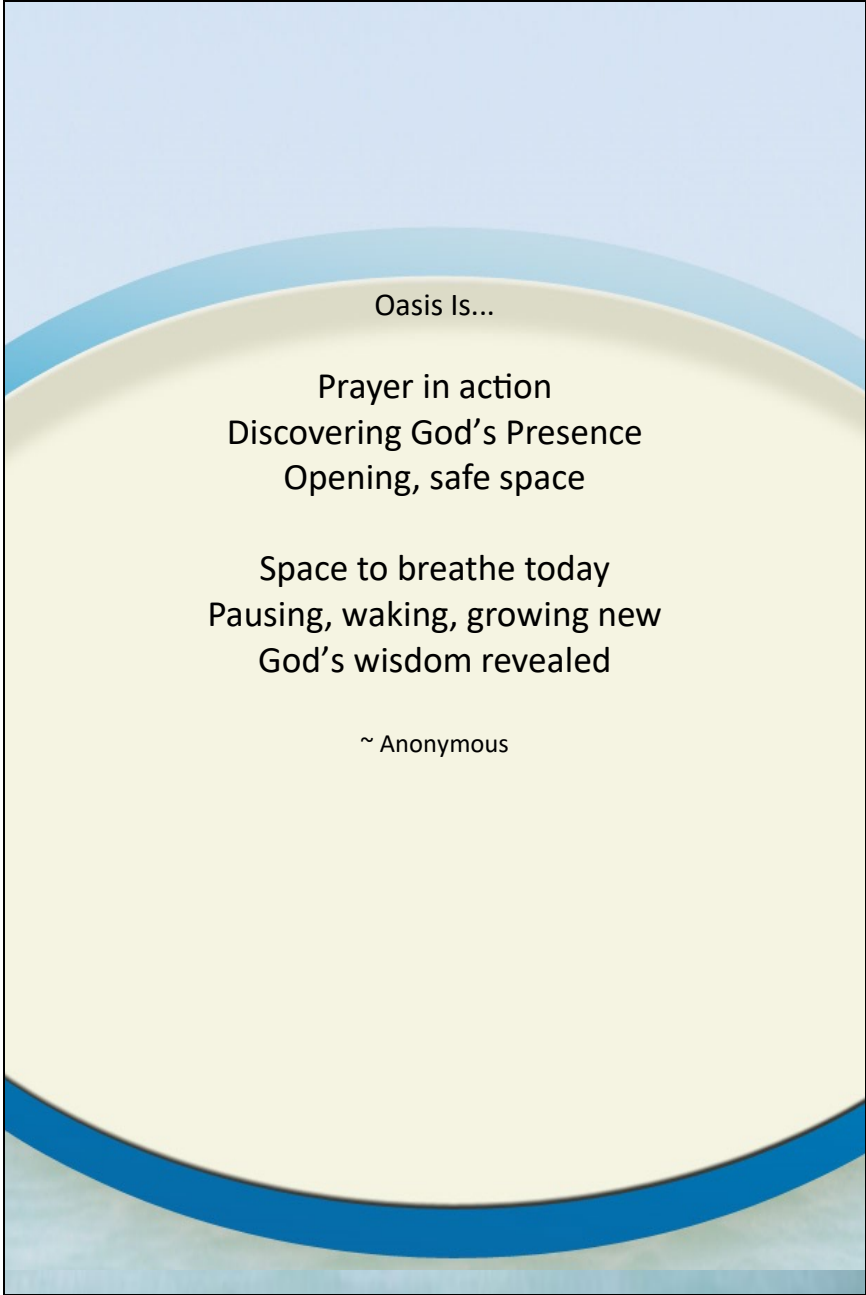 Oasis Is...
Prayer in action
Discovering God’s Presence
Opening, safe space
Space to breathe today
Pausing, waking, growing new
God’s wisdom revealed
~ Anonymous